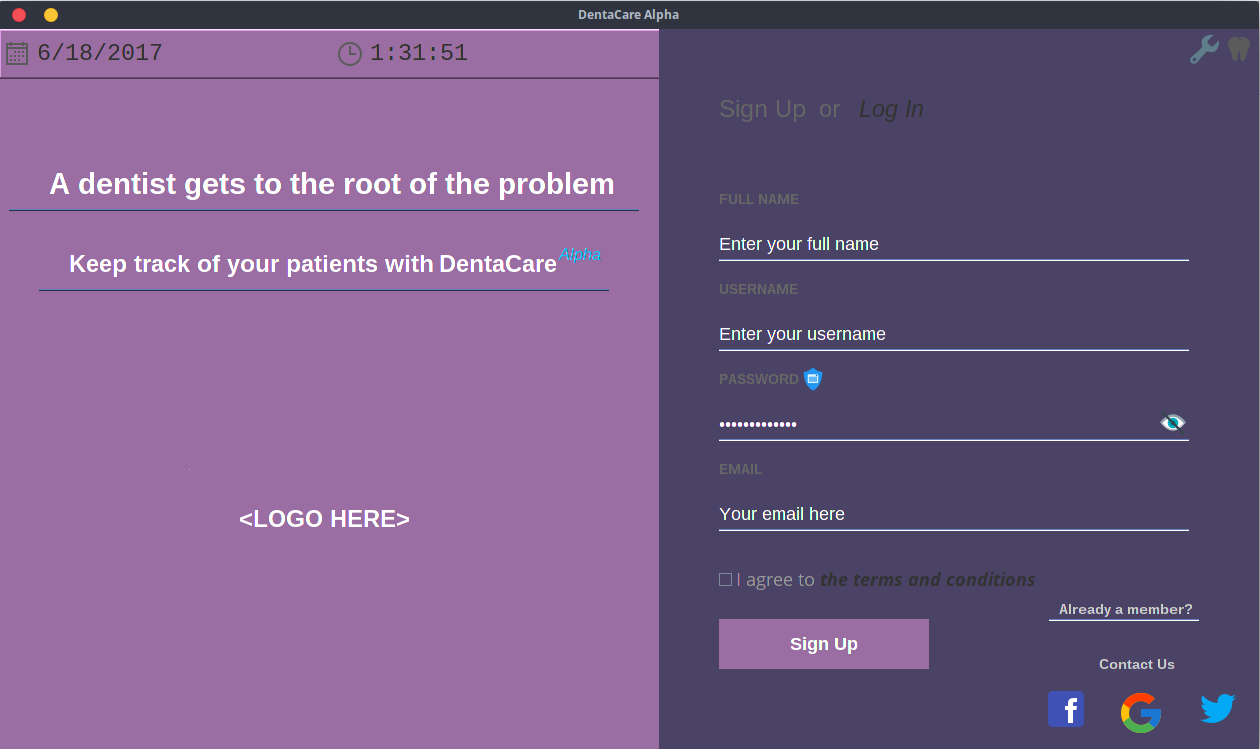 DentaCare Alpha
6/18/2017
1:31:51
A dentist gets to the root of the problem
Keep track of your patients with DentaCare Alpha
<LOGO HERE>
Sign Up or Log In
FULL NAME
Enter your full name
USERNAME
Enter your username
PASSWORD
•••••••••••••
EMAIL
Your email here
I agree to the terms and conditions
Already a member?
Sign Up
Contact Us